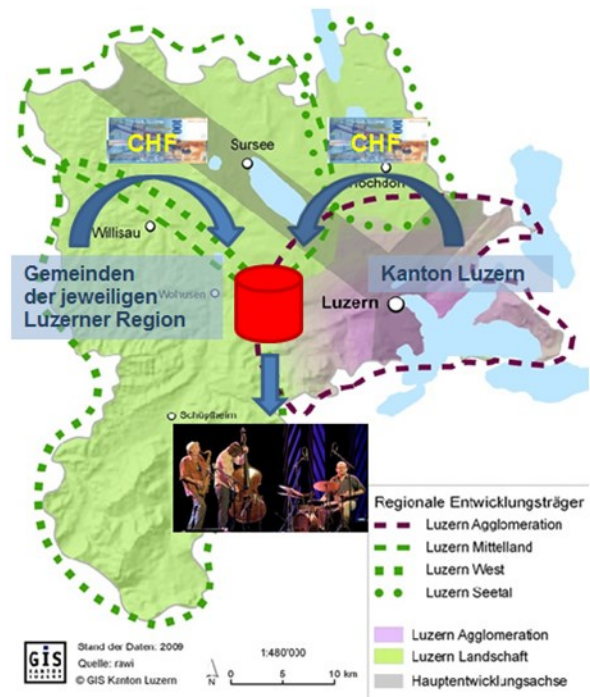 CHF
CHF
Sursee
Hochdorf
Willisau
Gemeinden
der jeweiligen
Luzerner Region
Wolhusen
Kanton Luzern
Luzern
Schüpfheim
Regionale Entwicklungsträger
Luzern Agglomeration
Luzern Mittelland
Luzern West
Luzern Seetal
Luzern Agglomeration
Luzern Landschaft
Hauptentwicklungsachse
GIS
KANTON
LUZERN
Stand der Daten: 2009
Quelle: rawi
© GIS Kanton Luzern
N
1:480'000
0 5 10 km